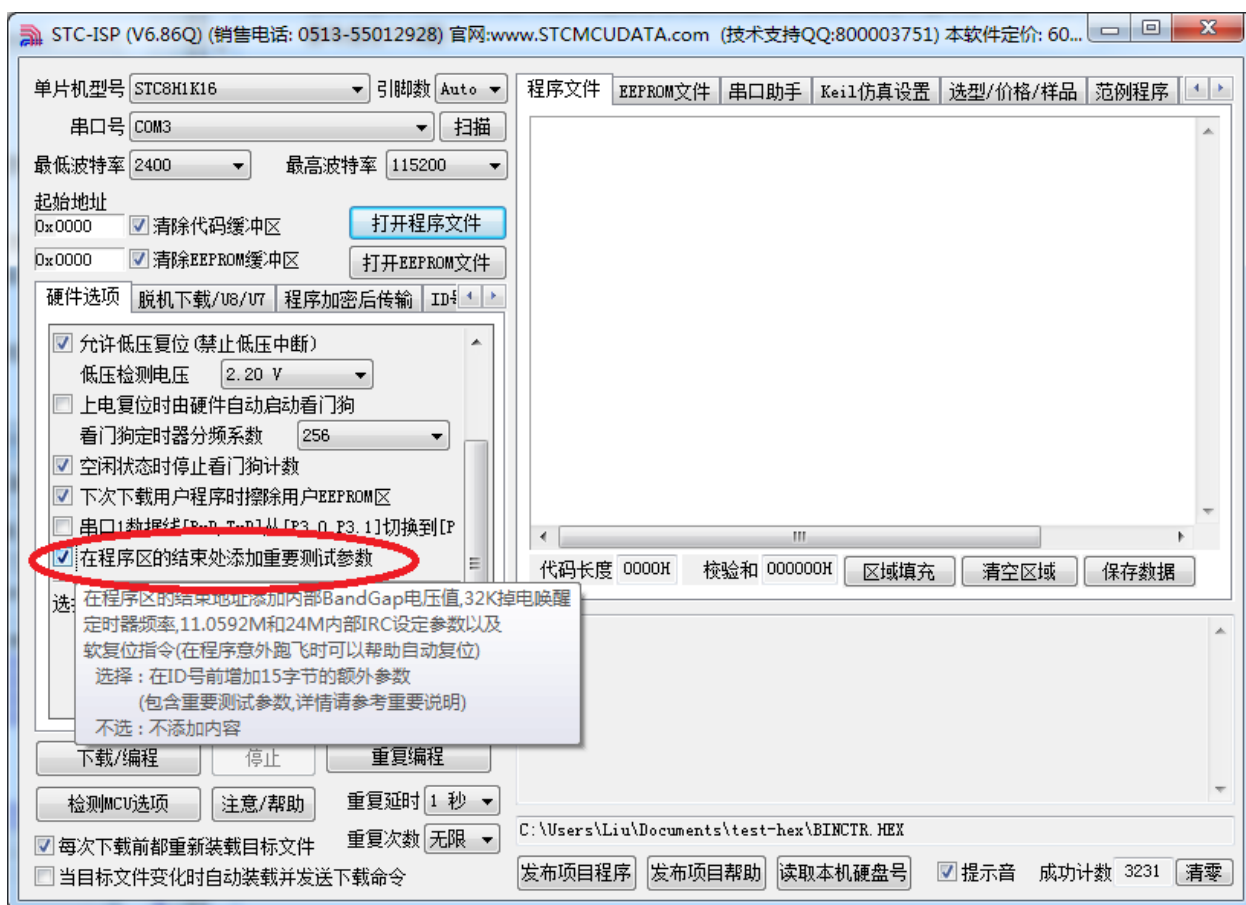 STC-ISP (V6.86Q) (销售电话: 0513-55012928) 官网:www.STCMCUDATA.com (技术支持QQ:800003751) 本软件定价: 60...
单片机型号 STC8H1K16 引脚数 Auto
串口号 COM3 扫描
最低波特率 2400 最高波特率 115200
起始地址
0x0000 清除代码缓冲区 打开程序文件
0x0000 清除EEPROM缓冲区 打开EEPROM文件
硬件选项 脱机下载/U8/U7 程序加密后传输
允许低压复位(禁止低压中断)
低压检测电压 2.20 V
上电复位时由硬件自动启动看门狗
看门狗定时器分频系数 256
空闲状态时停止看门狗计数
下次下载用户程序时擦除用户EEPROM区
串口1数据线[RxD,TxD]从[P3.0,P3.1]切换到[P
在程序区的结束处添加重要测试参数
在程序区的结束地址添加内部BandGap电压值,32K掉电唤醒
定时器频率,11.0592M和24M内部IRC设定参数以及
软复位指令(在程序意外跑飞时可以帮助自动复位)
选择 : 在ID号前增加15字节的额外参数
(包含重要测试参数,详情请参考重要说明)
不选 : 不添加内容
下载/编程 停止 重复编程
检测MCU选项 注意/帮助 重复延时 1 秒
每次下载前都重新装载目标文件 重复次数 无限
当目标文件变化时自动装载并发送下载命令
程序文件 EEPROM文件 串口助手 Keil仿真设置 选型/价格/样品 范例程序
代码长度 0000H 校验和 000000H 区域填充 清空区域 保存数据
C:\Users\Liu\Documents\test-hex\BINCTR.HEX
发布项目程序 发布项目帮助 读取本机硬盘号 提示音 成功计数 3231 清零